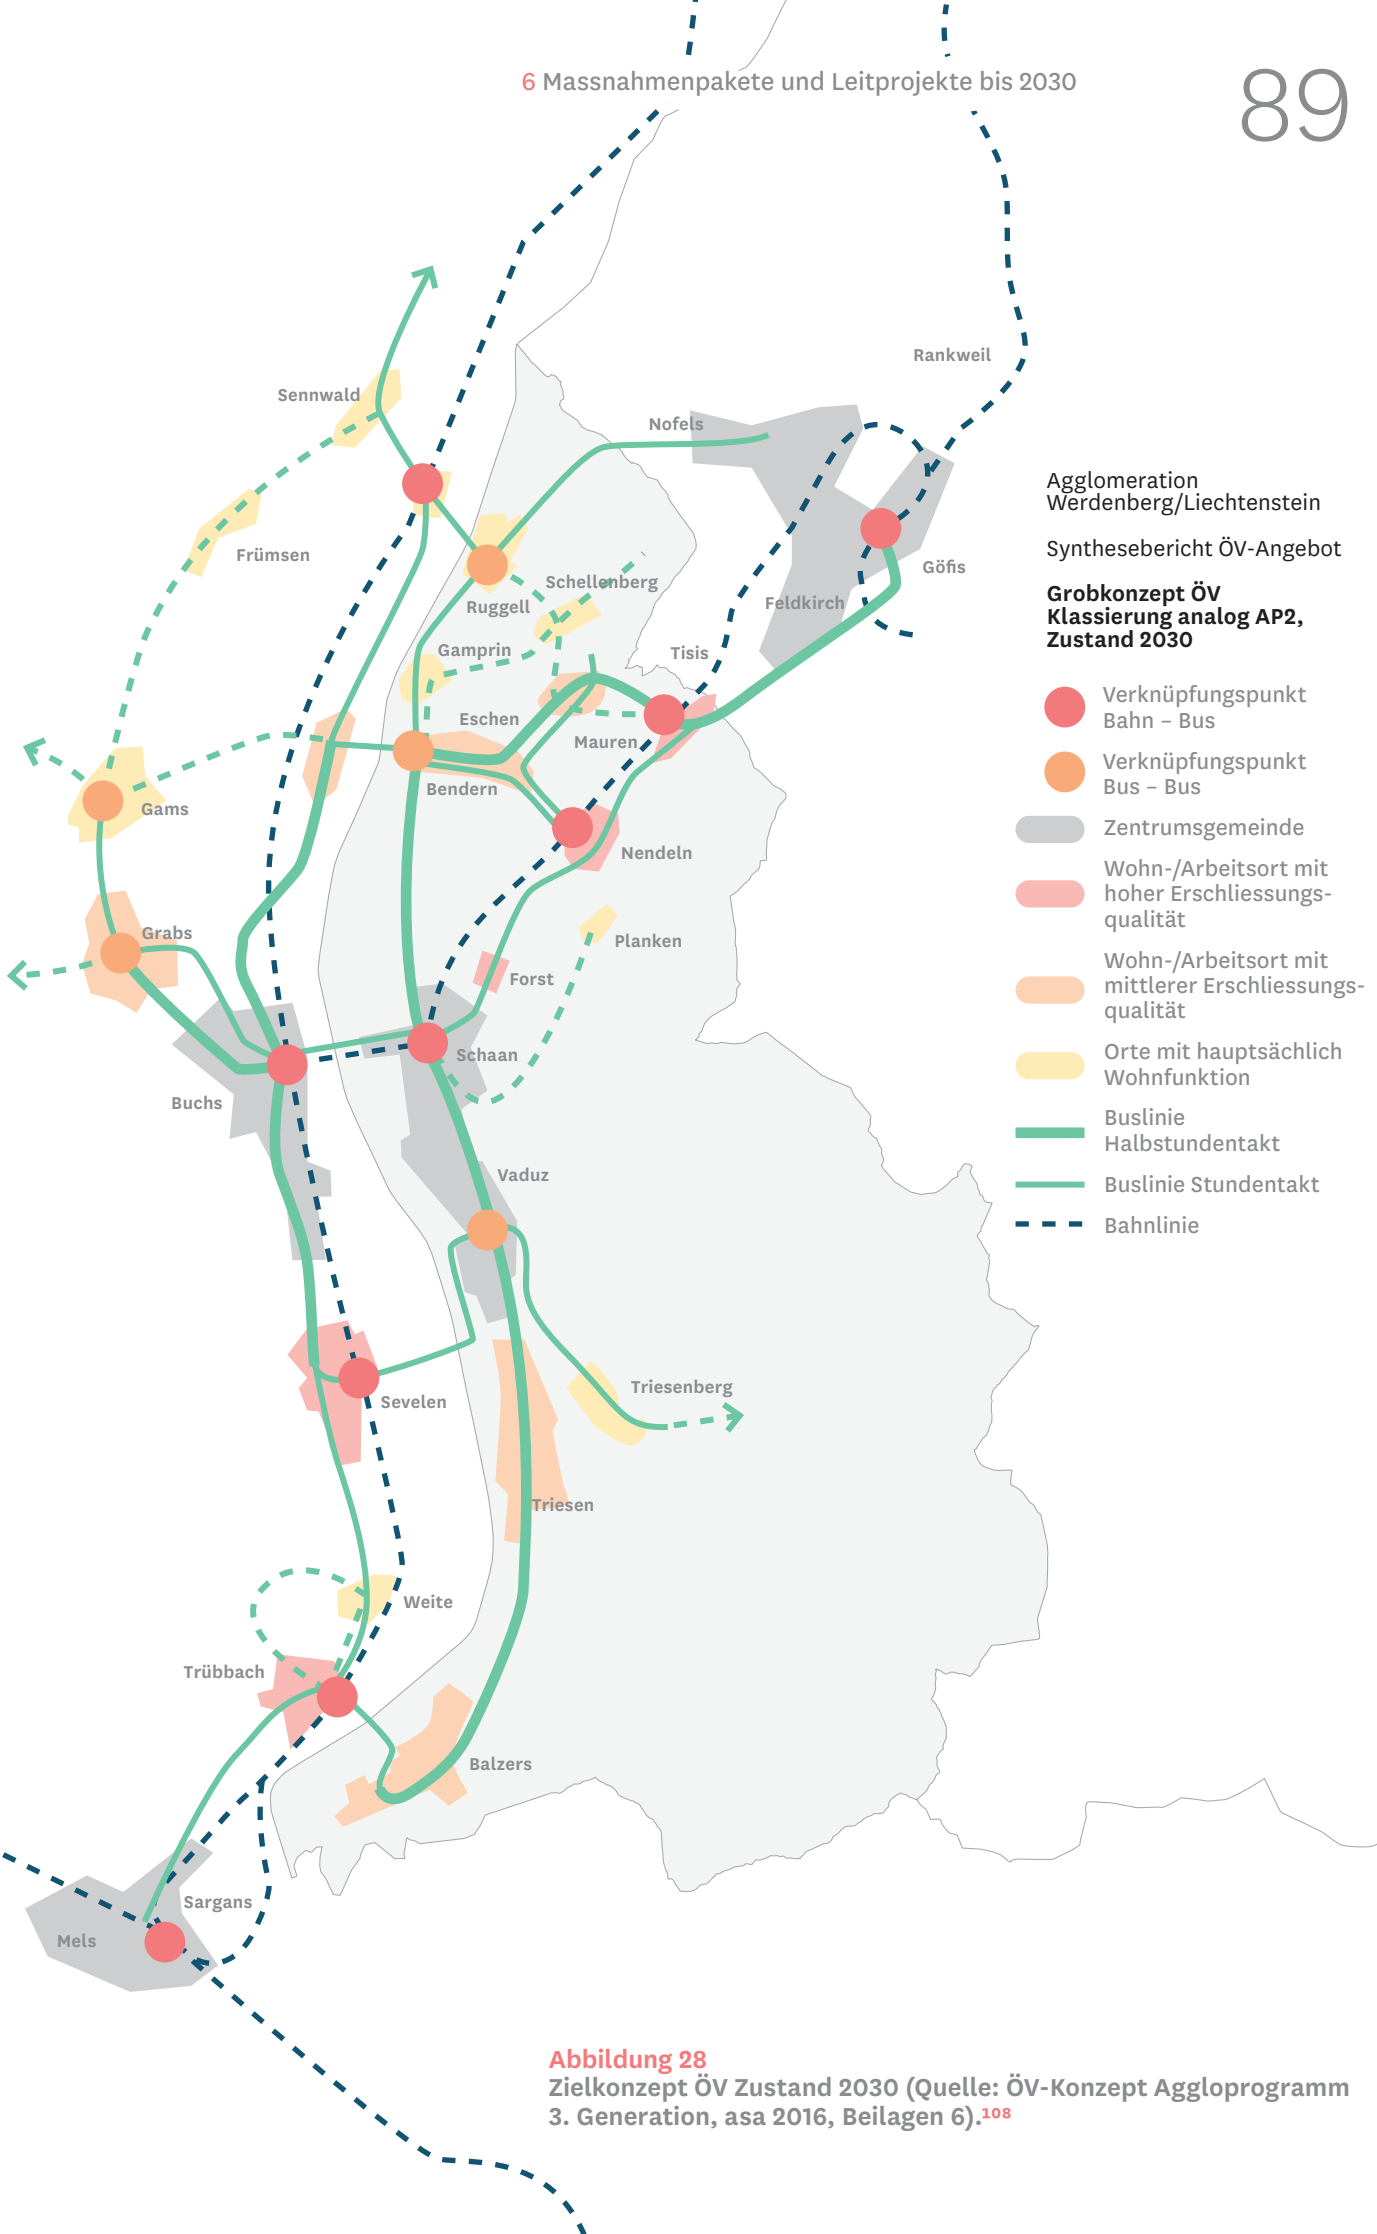 6 Massnahmenpakete und Leitprojekte bis 2030
89
Rankweil
Sennwald
Nofels
Frümsen
Göfis
Schellenberg
Feldkirch
Ruggell
Gamprin
Tisis
Eschen
Mauren
Bendern
Gams
Nendeln
Grabs
Planken
Forst
Schaan
Buchs
Vaduz
Triesenberg
Sevelen
Triesen
Weite
Trübbach
Balzers
Sargans
Mels
Agglomeration
Werdenberg/Liechtenstein
Synthesebericht ÖV-Angebot
Grobkonzept ÖV
Klassierung analog AP2,
Zustand 2030
Verknüpfungspunkt
Bahn – Bus
Verknüpfungspunkt
Bus – Bus
Zentrumsgemeinde
Wohn-/Arbeitsort mit
hoher Erschliessungs-
qualität
Wohn-/Arbeitsort mit
mittlerer Erschliessungs-
qualität
Orte mit hauptsächlich
Wohnfunktion
Buslinie
Halbstundentakt
Buslinie Stundentakt
Bahnlinie
Abbildung 28
Zielkonzept ÖV Zustand 2030 (Quelle: ÖV-Konzept Aggloprogramm
3. Generation, asa 2016, Beilagen 6).108